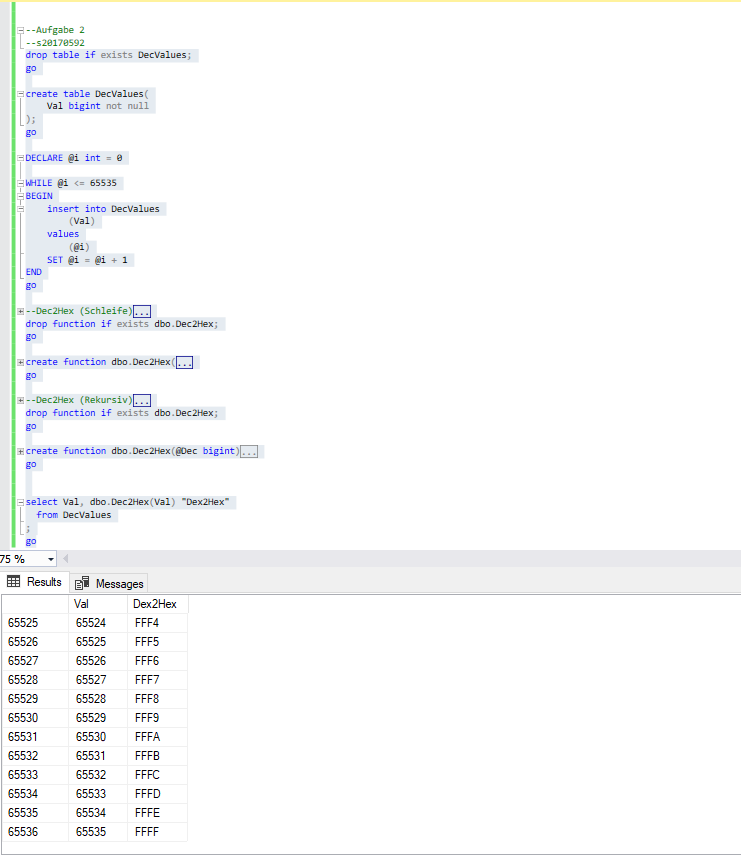 --Aufgabe 2
--s20170592
drop table if exists DecValues;
go
create table DecValues(
Val bigint not null
);
go
DECLARE @i int = 0
WHILE @i <= 65535
BEGIN
insert into DecValues
(Val)
values
(@i)
SET @i = @i + 1
END
go
--Dec2Hex (Schleife)...
drop function if exists dbo.Dec2Hex;
go
create function dbo.Dec2Hex(...
go
--Dec2Hex (Rekursiv)...
drop function if exists dbo.Dec2Hex;
go
create function dbo.Dec2Hex(@Dec bigint)...
go
select Val, dbo.Dec2Hex(Val) "Dex2Hex"
from DecValues
;
go
75 %
Results Messages
Val Dex2Hex
65525 65524 FFF4
65526 65525 FFF5
65527 65526 FFF6
65528 65527 FFF7
65529 65528 FFF8
65530 65529 FFF9
65531 65530 FFFA
65532 65531 FFFB
65533 65532 FFFC
65534 65533 FFFD
65535 65534 FFFE
65536 65535 FFFF